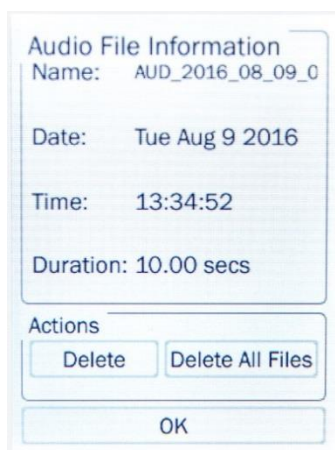 Audio File Information
Name: AUD_2016_08_09_0
Date: Tue Aug 9 2016
Time: 13:34:52
Duration: 10.00 secs
Actions
Delete Delete All Files
OK